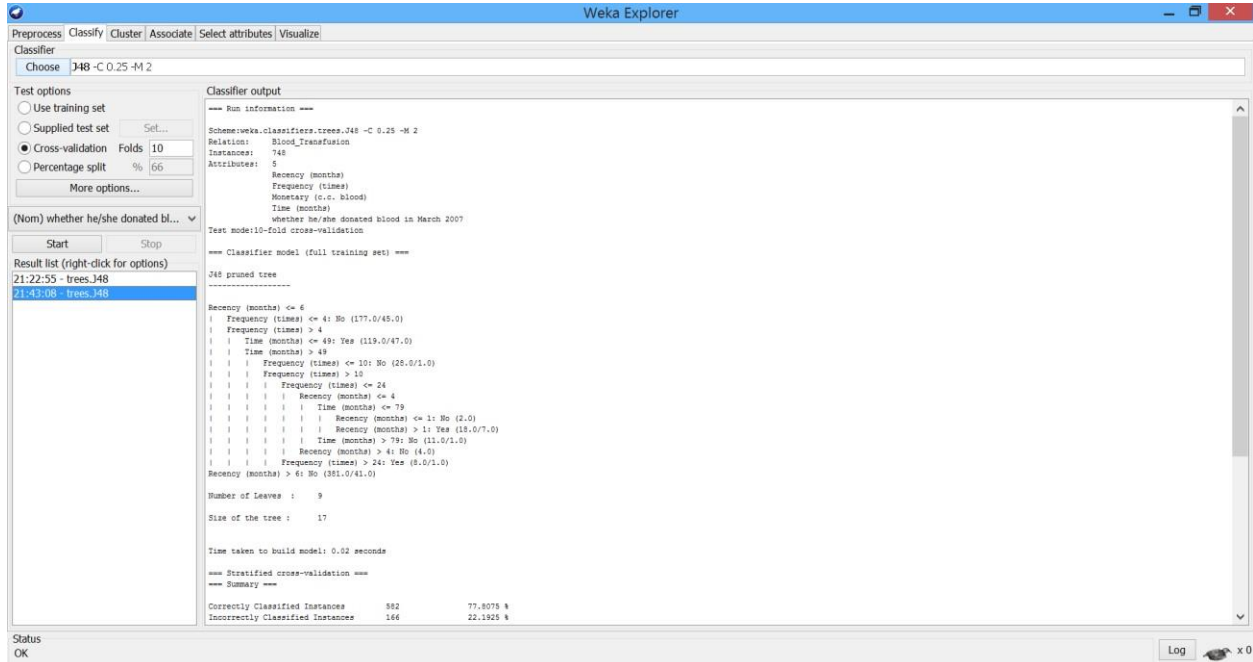 Weka Explorer
Preprocess Classify Cluster Associate Select attributes Visualize
Classifier
Choose J48 -C 0.25 -M 2
Test options
Use training set
Supplied test set Set...
Cross-validation Folds 10
Percentage split % 66
More options...
(Nom) whether he/she donated bl...
Start Stop
Result list (right-click for options)
21:22:55 - trees.J48
21:43:08 - trees.J48
Classifier output
=== Run information ===
Scheme:weka.classifiers.trees.J48 -C 0.25 -M 2
Relation: Blood_Transfusion
Instances: 748
Attributes: 5
Recency (months)
Frequency (times)
Monetary (c.c. blood)
Time (months)
whether he/she donated blood in March 2007
Test mode:10-fold cross-validation
=== Classifier model (full training set) ===
J48 pruned tree
------------------
Recency (months) <= 6
| Frequency (times) <= 4: No (177.0/45.0)
| Frequency (times) > 4
| | Time (months) <= 49: Yes (119.0/47.0)
| | Time (months) > 49
| | | Frequency (times) <= 10: No (28.0/1.0)
| | | Frequency (times) > 10
| | | | Frequency (times) <= 24
| | | | | Recency (months) <= 4
| | | | | | Time (months) <= 79
| | | | | | | Recency (months) <= 1: No (2.0)
| | | | | | | Recency (months) > 1: Yes (18.0/7.0)
| | | | | | Time (months) > 79: No (11.0/1.0)
| | | | | Recency (months) > 4: No (4.0)
| | | | Frequency (times) > 24: Yes (8.0/1.0)
Recency (months) > 6: No (381.0/41.0)
Number of Leaves : 9
Size of the tree : 17
Time taken to build model: 0.02 seconds
=== Stratified cross-validation ===
=== Summary ===
Correctly Classified Instances 582 77.8075 %
Incorrectly Classified Instances 166 22.1925 %
Status
OK
Log x 0